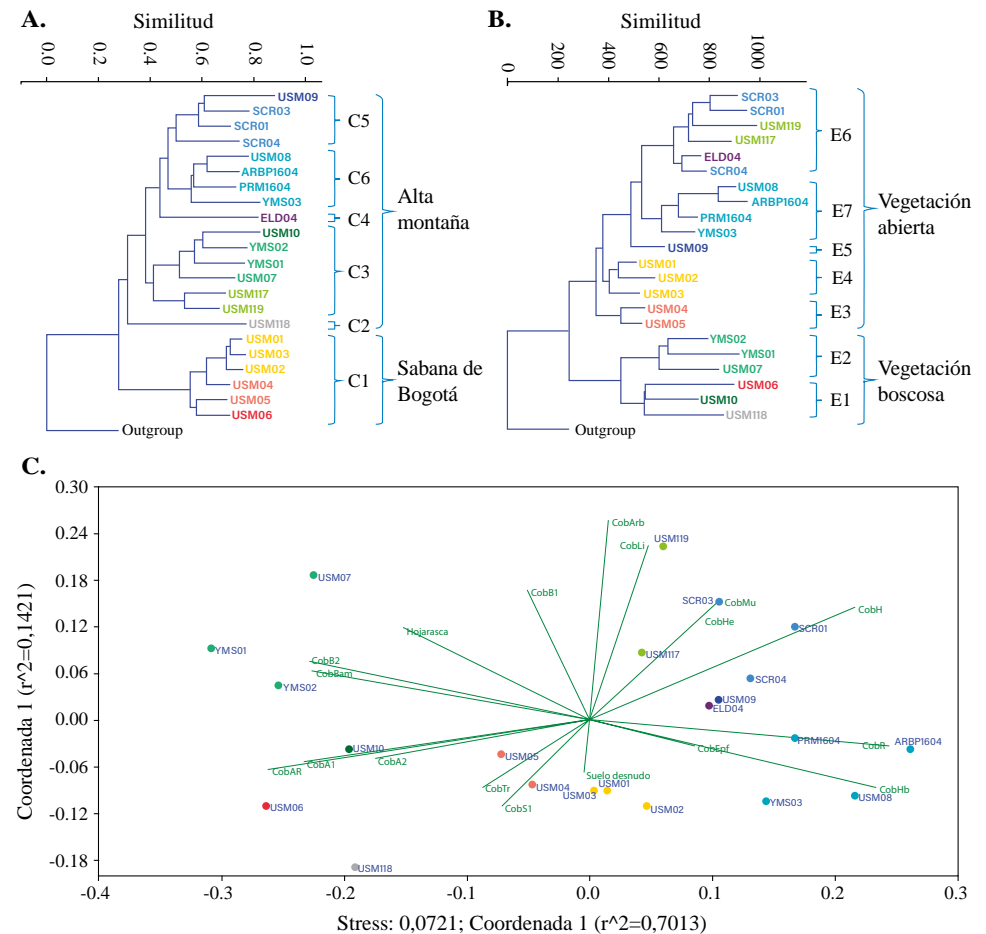 A.
Similitud
0.0
0.2
0.4
0.6
0.8
1.0
USM09
SCR03
SCR01
SCR04
USM08
ARBP1604
PRM1604
YMS03
ELD04
USM10
YMS02
YMS01
USM07
USM117
USM119
USM118
USM01
USM03
USM02
USM04
USM05
USM06
Outgroup
C5
C6
C4
C3
C2
C1
Alta
montaña
Sabana de
Bogotá
B.
Similitud
0
200
400
600
800
1000
SCR03
SCR01
USM119
USM117
ELD04
SCR04
USM08
ARBP1604
PRM1604
YMS03
USM09
USM01
USM02
USM03
USM04
USM05
YMS02
YMS01
USM07
USM06
USM10
USM118
Outgroup
E6
E7
E5
E4
E3
E2
E1
Vegetación
abierta
Vegetación
boscosa
C.
Coordenada 1 (r^2=0,1421)
0.30
0.24
0.18
0.12
0.06
0.00
-0.06
-0.12
-0.18
CobArb
USM119
CobLi
USM07
CobB1
SCR03
CobMu
CobH
CobHe
SCR01
Hojarasca
YMS01
USM117
CobB2
CobBam
SCR04
YMS02
USM09
ELD04
PRM1604
ARBP1604
CobR
USM10
CobEpf
USM05
CobA2
CobA1
CobAR
Suelo desnudo
USM01
USM04
CobTr
USM03
CobHb
USM08
YMS03
USM06
CobS1
USM02
USM118
-0.4
-0.3
-0.2
-0.1
0.0
0.1
0.2
0.3
Stress: 0,0721; Coordenada 1 (r^2=0,7013)